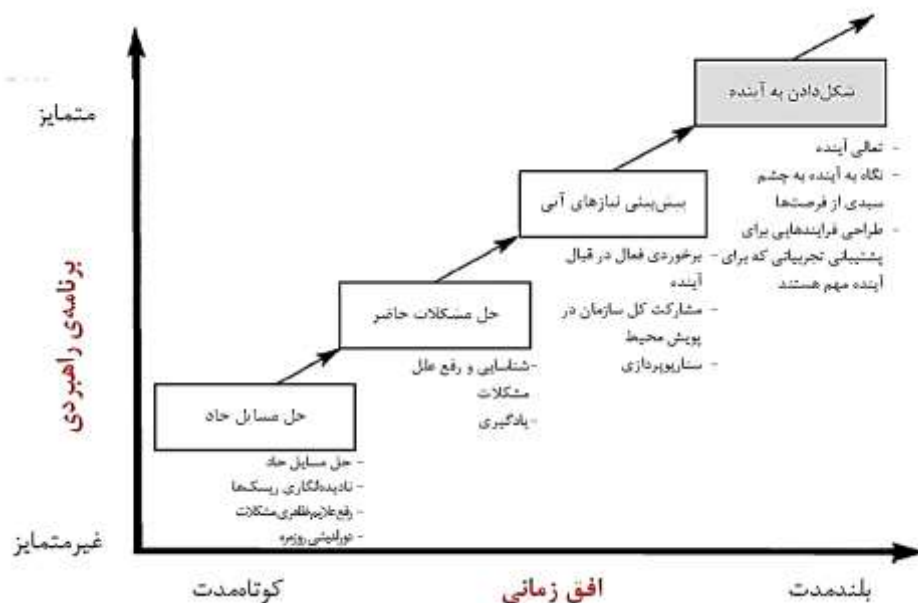 شکل‌دادن به آینده
متمایز
- تعالی آینده
- نگاه به آینده به چشم
سبدی از فرصت‌ها
- طراحی فرایندهایی برای
پشتیبانی تجربیاتی که برای
آینده مهم هستند
پیش‌بینی نیازهای آتی
- برخوردی فعال در قبال
آینده
- مشارکت کل سازمان در
پویش محیط
- سناریوپردازی
حل مشکلات حاضر
- شناسایی و رفع علل
مشکلات
- یادگیری
حل مسایل حاد
- حل مسایل حاد
- نادیده‌انگاری ریسک‌ها
- رفع علایم ظاهری مشکلات
- دوراندیشی روزمره
برنامه‌ی راهبردی
غیرمتمایز
کوتاه‌مدت
افق زمانی
بلندمدت